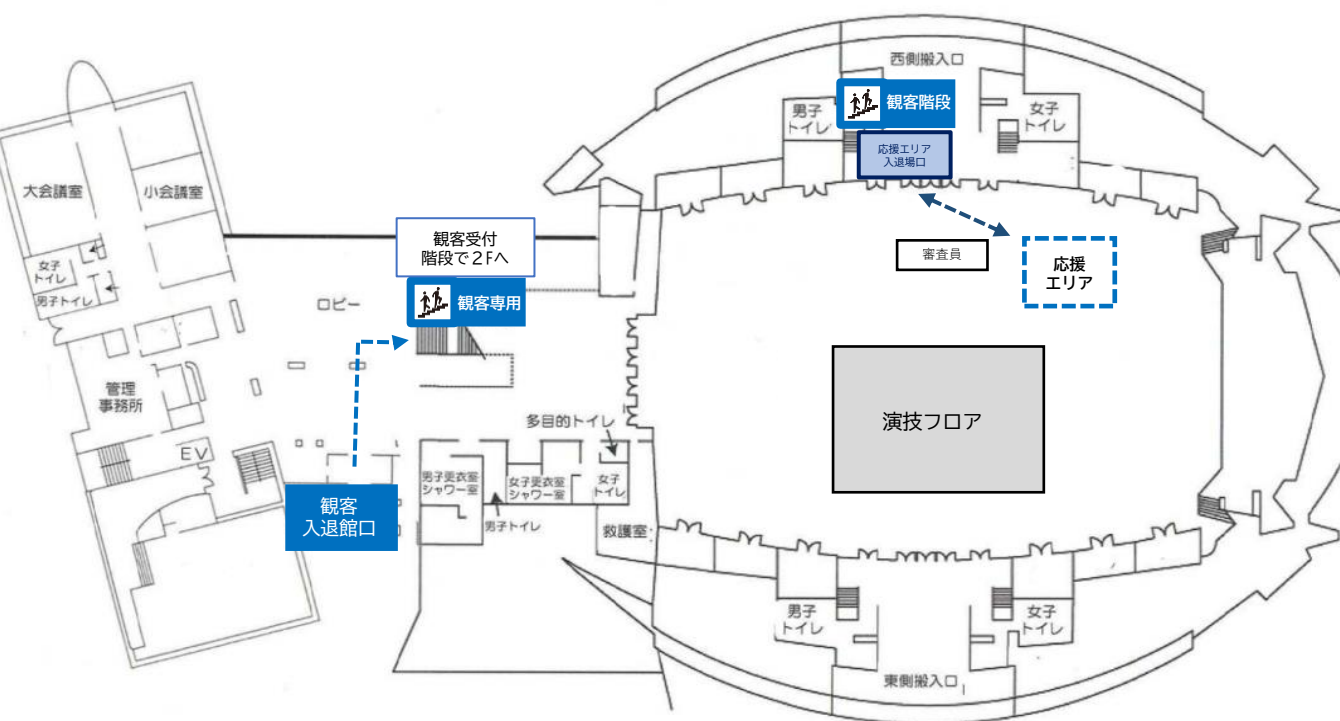 西側搬入口
観客階段
男子
トイレ
女子
トイレ
応援エリア
入退場口
大会議室
小会議室
観客受付
階段で２Fへ
審査員
応援
エリア
女子
トイレ
男子トイレ
ロビー
観客専用
管理
事務所
演技フロア
多目的トイレ
EV
男子更衣室
シャワー室
女子更衣室
シャワー室
女子
トイレ
観客
入退館口
男子トイレ
救護室
男子
トイレ
女子
トイレ
東側搬入口